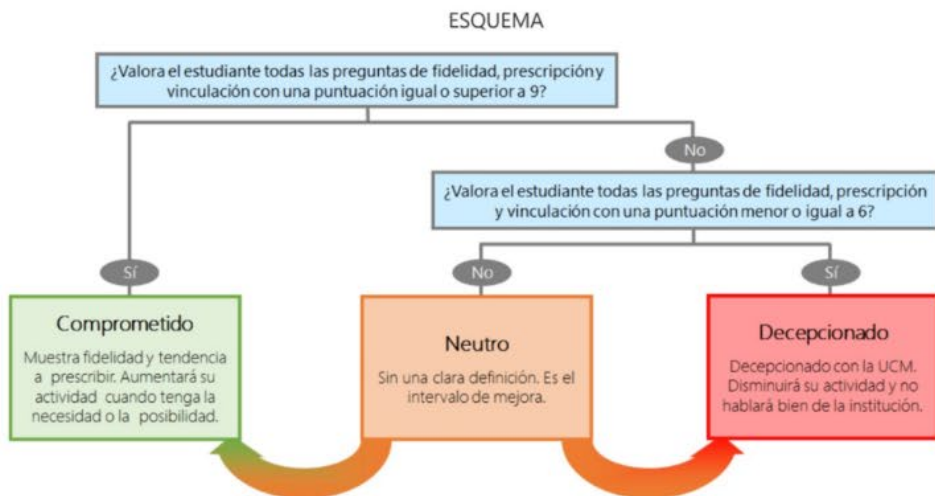 ESQUEMA
¿Valora el estudiante todas las preguntas de fidelidad, prescripción y
vinculación con una puntuación igual o superior a 9?
No
¿Valora el estudiante todas las preguntas de fidelidad, prescripción
y vinculación con una puntuación menor o igual a 6?
Sí
No
Sí
Comprometido
Muestra fidelidad y tendencia
a prescribir. Aumentará su
actividad cuando tenga la
necesidad o la posibilidad.
Neutro
Sin una clara definición. Es el
intervalo de mejora.
Decepcionado
Decepcionado con la UCM.
Disminuirá su actividad y no
hablará bien de la institución.